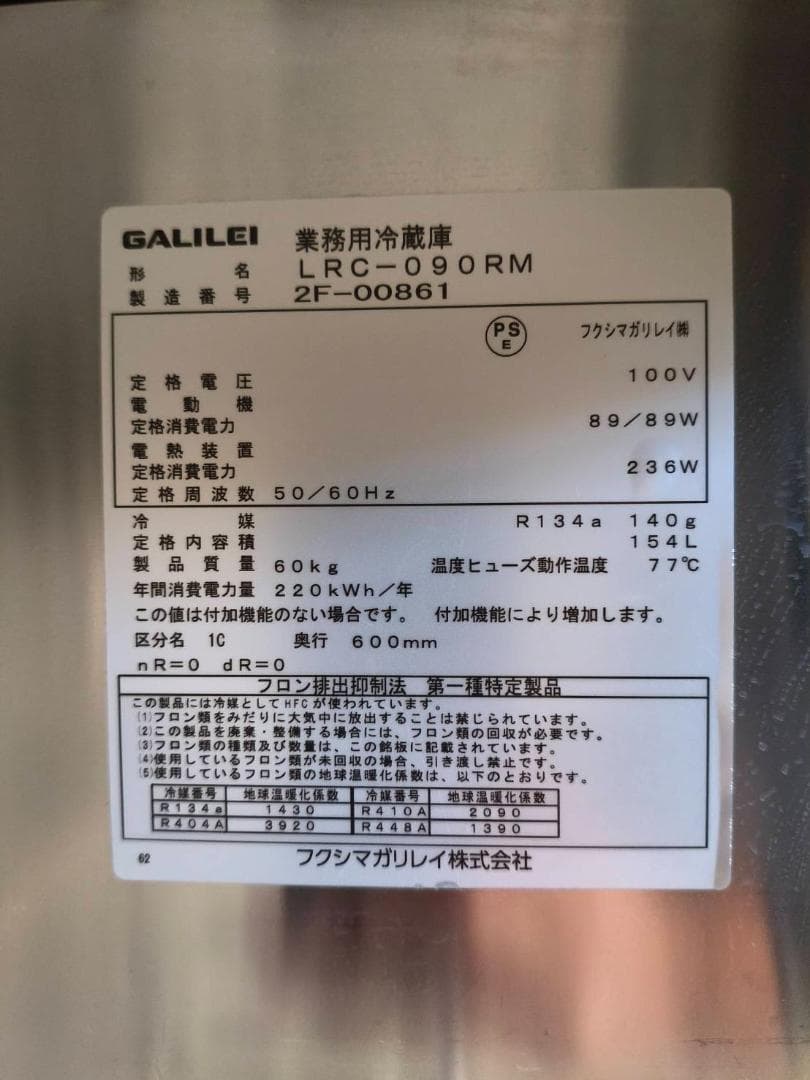 GALILEI 業務用冷蔵庫
形名 LRC-090RM
製造番号 2F-00861
PS E フクシマガリレイ㈱
定格電圧 100V
電動機
定格消費電力 89/89W
電熱装置
定格消費電力 236W
定格周波数 50/60Hz
冷媒 R134a 140g
定格内容積 154L
製品質量 60kg 温度ヒューズ動作温度 77℃
年間消費電力量 220kWh/年
この値は付加機能のない場合です。 付加機能により増加します。
区分名 1C 奥行 600mm
nR=0 dR=0
フロン排出抑制法 第一種特定製品
この製品には冷媒としてHFCが使われています。
(1)フロン類をみだりに大気中に放出することは禁じられています。
(2)この製品を廃棄・整備する場合には、フロン類の回収が必要です。
(3)フロン類の種類及び数量は、この銘板に記載されています。
(4)使用しているフロン類が未回収の場合、引き渡し禁止です。
(5)使用しているフロン類の地球温暖化係数は、以下のとおりです。
冷媒番号 地球温暖化係数 冷媒番号 地球温暖化係数
R134a 1430 R410A 2090
R404A 3920 R448A 1390
62 フクシマガリレイ株式会社